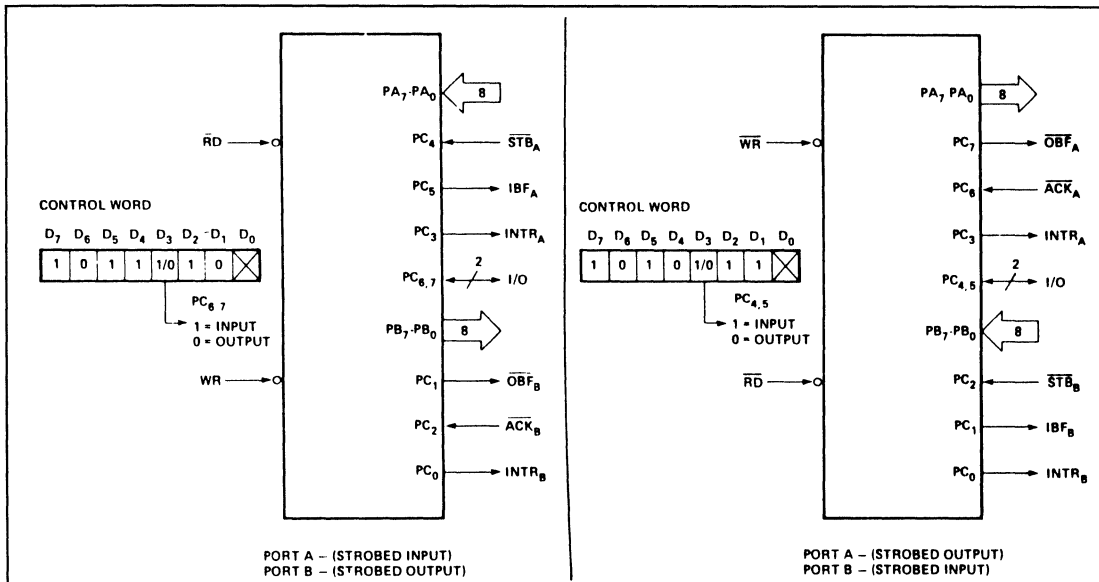 PA7-PA0
8
RD
PC4
STBA
PC5
IBFA
CONTROL WORD
PC3
INTRA
D7 D6 D5 D4 D3 D2 D1 D0
1 0 1 1 1/0 1 0
PC6,7
2
I/O
PC6 7
1 = INPUT
0 = OUTPUT
PB7-PB0
8
WR
PC1
OBFB
PC2
ACKB
PC0
INTRB
PORT A – (STROBED INPUT)
PORT B – (STROBED OUTPUT)
PA7 PA0
8
WR
PC7
OBFA
PC6
ACKA
CONTROL WORD
PC3
INTRA
D7 D6 D5 D4 D3 D2 D1 D0
1 0 1 0 1/0 1 1
PC4,5
2
I/O
PC4,5
1 = INPUT
0 = OUTPUT
PB7-PB0
8
RD
PC2
STBB
PC1
IBFB
PC0
INTRB
PORT A – (STROBED OUTPUT)
PORT B – (STROBED INPUT)